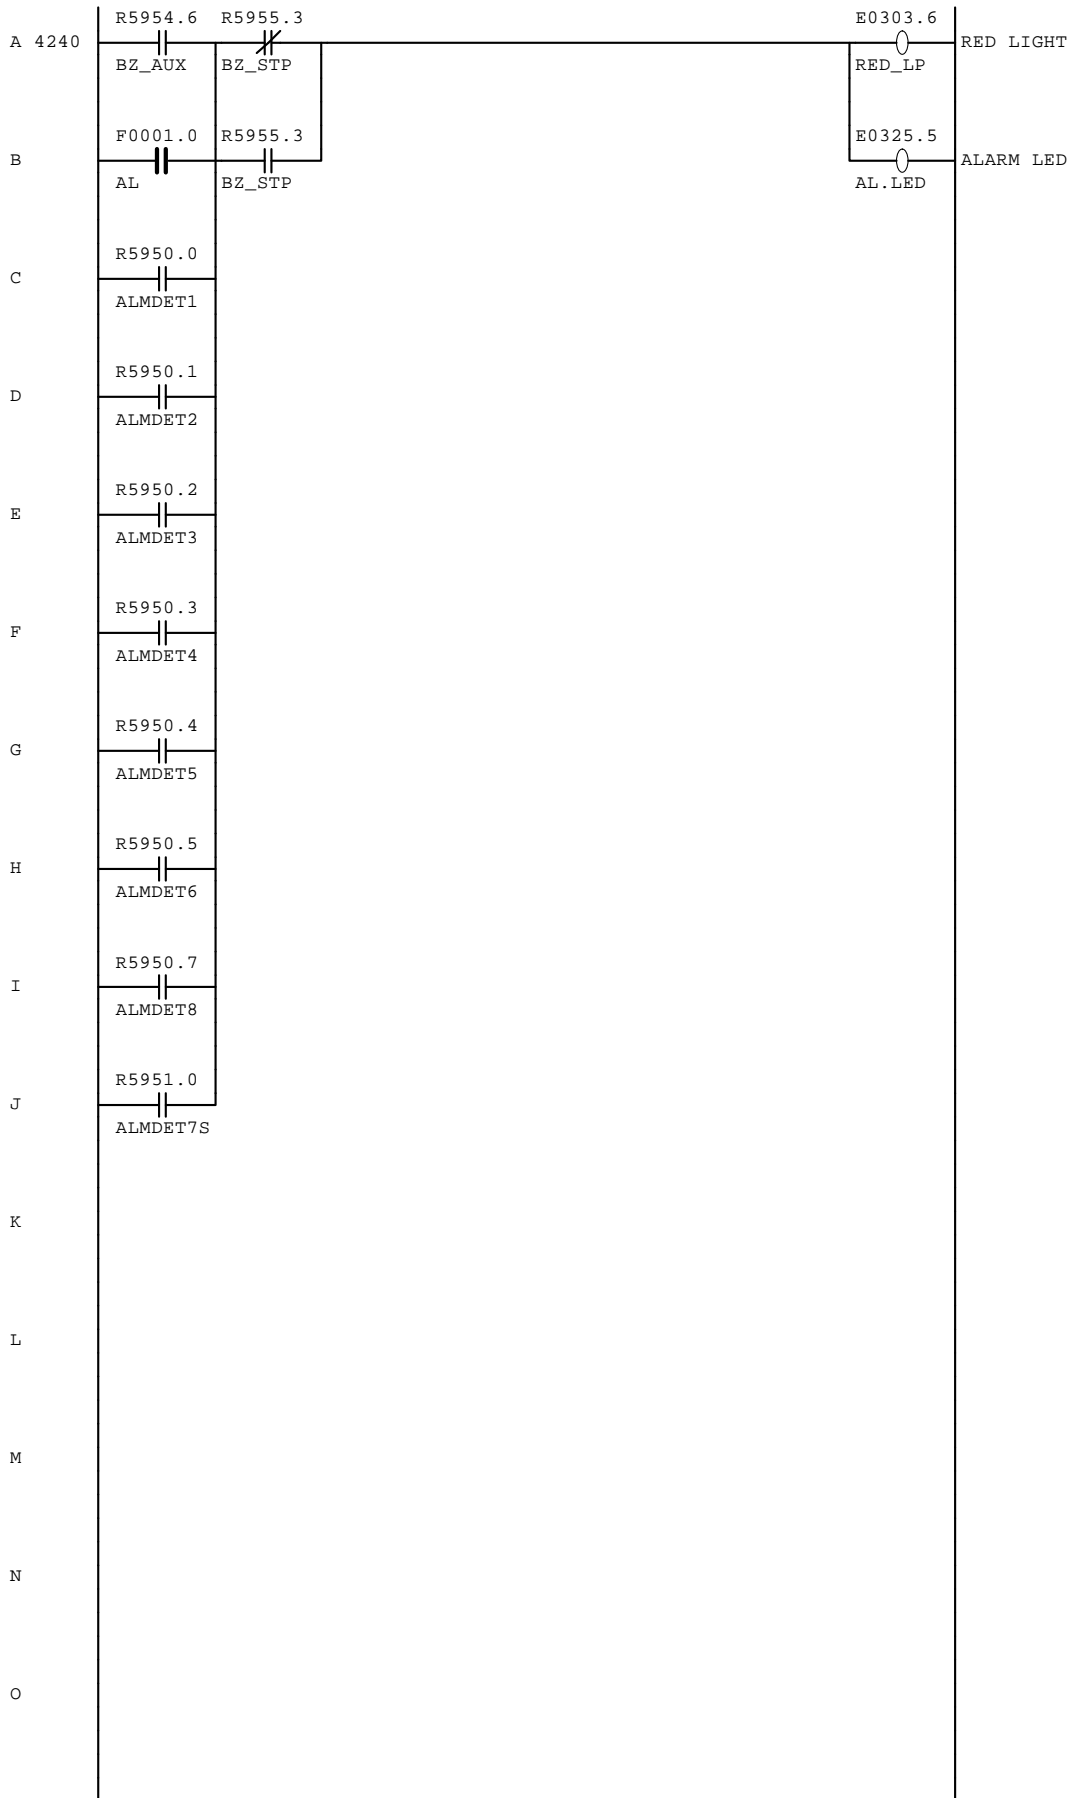 R5954.6 R5955.3 E0303.6
A 4240 RED LIGHT
BZ_AUX BZ_STP RED_LP
F0001.0 R5955.3 E0325.5
B ALARM LED
AL BZ_STP AL.LED
R5950.0
C
ALMDET1
R5950.1
D
ALMDET2
R5950.2
E
ALMDET3
R5950.3
F
ALMDET4
R5950.4
G
ALMDET5
R5950.5
H
ALMDET6
R5950.7
I
ALMDET8
R5951.0
J
ALMDET7S
K
L
M
N
O